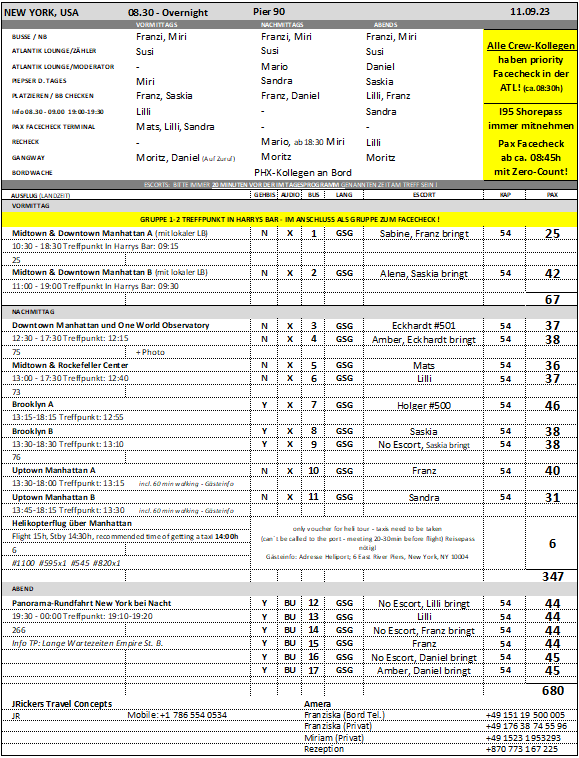 NEW YORK, USA 08.30 - Overnight Pier 90 11.09.23
VORMITTAGS NACHMITTAGS ABENDS
BUSSE / NB Franzi, Miri Franzi, Miri Franzi, Miri
ATLANTIK LOUNGE/ZÄHLER Susi Susi Susi
ATLANTIK LOUNGE/MODERATOR - Mario Daniel
PIEPSER D. TAGES Miri Sandra Saskia
PLATZIEREN / BB CHECKEN Franz, Saskia Franz, Daniel Lilli, Franz
Info 08.30 - 09.00 19:00-19:30 Lilli - Sandra
PAX FACECHECK TERMINAL Mats, Lilli, Sandra - -
RECHECK - Mario, ab 18:30 Miri Lilli
GANGWAY Moritz, Daniel (Auf Zuruf) Moritz Moritz
BORDWACHE PHX-Kollegen an Bord
Alle Crew-Kollegen
haben priority
Facecheck in der
ATL! (ca.08:30h)
I95 Shorepass
immer mitnehmen
Pax Facecheck
ab ca. 08:45h
mit Zero-Count!
ESCORTS: BITTE IMMER 20 MINUTEN VOR DER IM TAGESPROGRAMM GENANNTEN ZEIT AM TREFF SEIN!
AUSFLUG (LANDZEIT) GEHBIS AUDIO BUS LANG ESCORT KAP PAX
VORMITTAG
GRUPPE 1-2 TREFFPUNKT IN HARRYS BAR - IM ANSCHLUSS ALS GRUPPE ZUM FACECHECK !
Midtown & Downtown Manhattan A (mit lokaler LB) N X 1 GSG Sabine, Franz bringt 54 25
10:30 - 18:30 Treffpunkt In Harrys Bar: 09:15
25
Midtown & Downtown Manhattan B (mit lokaler LB) N X 2 GSG Alena, Saskia bringt 54 42
11:00 - 19:00 Treffpunkt In Harrys Bar: 09:30
67
NACHMITTAG
Downtown Manhattan und One World Observatory N X 3 GSG Eckhardt #501 54 37
12:30 - 17:30 Treffpunkt: 12:15 N X 4 GSG Amber, Eckhardt bringt 54 38
75 + Photo
Midtown & Rockefeller Center N X 5 GSG Mats 54 36
13:00 - 17:30 Treffpunkt: 12:40 N X 6 GSG Lilli 54 37
73
Brooklyn A Y X 7 GSG Holger #500 54 46
13:15-18:15 Treffpunkt: 12:55
Brooklyn B Y X 8 GSG Saskia 54 38
13:30-18:30 Treffpunkt: 13:10 Y X 9 GSG No Escort, Saskia bringt 54 38
76
Uptown Manhattan A N X 10 GSG Franz 54 40
13:30-18:00 Treffpunkt: 13:15 incl. 60 min walking - Gästeinfo
Uptown Manhattan B N X 11 GSG Sandra 54 31
13:45-18:15 Treffpunkt: 13:30 incl. 60 min walking - Gästeinfo
Helikopterflug über Manhattan
Flight 15h, Stby 14:30h, recommended time of getting a taxi 14:00h
6
#1100 #595x1 #545 #820x1
only voucher for heli tour - taxis need to be taken
(can´t be called to the port - meeting 20-30min before flight) Reisepass
nötig!
Gästeinfo: Adresse Heliport; 6 East River Piers, New York, NY 10004
6
347
ABEND
Panorama-Rundfahrt New York bei Nacht Y BU 12 GSG No Escort, Lilli bringt 54 44
19:30 - 00:00 Treffpunkt: 19:10-19:20 Y BU 13 GSG Lilli 54 44
266 Y BU 14 GSG No Escort, Franz bringt 54 44
Info TP: Lange Wartezeiten Empire St. B. Y BU 15 GSG Franz 54 44
Y BU 16 GSG No Escort, Daniel bringt 54 45
Y BU 17 GSG Amber, Daniel bringt 54 45
680
JRickers Travel Concepts Amera
JR Mobile: +1 786 554 0534 Franziska (Bord Tel.) +49 151 19 500 005
Franziska (Privat) +49 176 38 74 55 96
Miriam (Privat) +49 1523 1953293
Rezeption +870 773 167 225